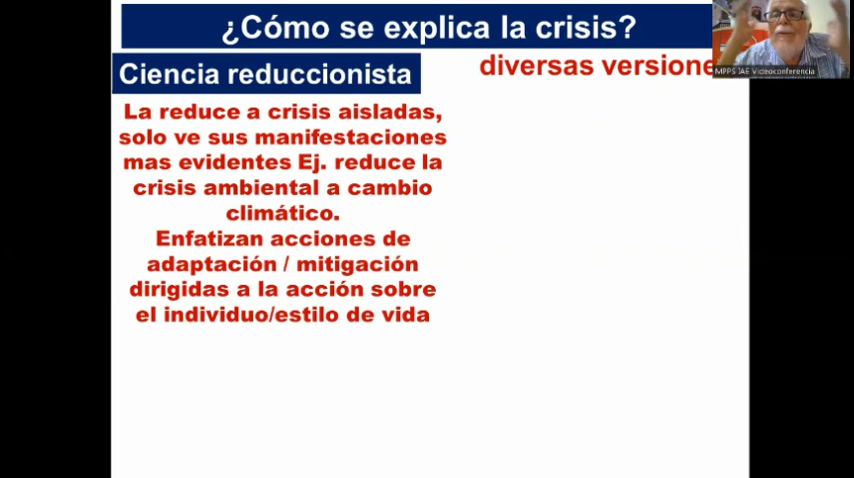 ¿Cómo se explica la crisis?
Ciencia reduccionista
diversas versione
MPPS IAE Videoconferencia
La reduce a crisis aisladas,
solo ve sus manifestaciones
mas evidentes Ej. reduce la
crisis ambiental a cambio
climático.
Enfatizan acciones de
adaptación / mitigación
dirigidas a la acción sobre
el individuo/estilo de vida